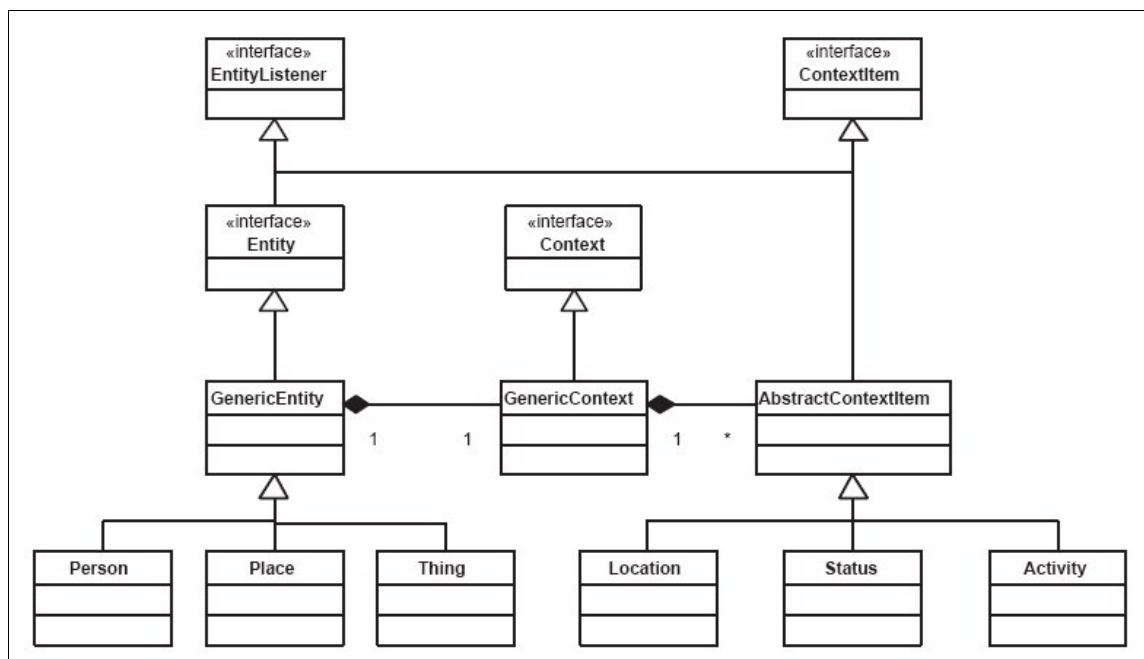 «interface»
EntityListener
«interface»
ContextItem
«interface»
Entity
«interface»
Context
GenericEntity
GenericContext
AbstractContextItem
1
1
1
*
Person
Place
Thing
Location
Status
Activity